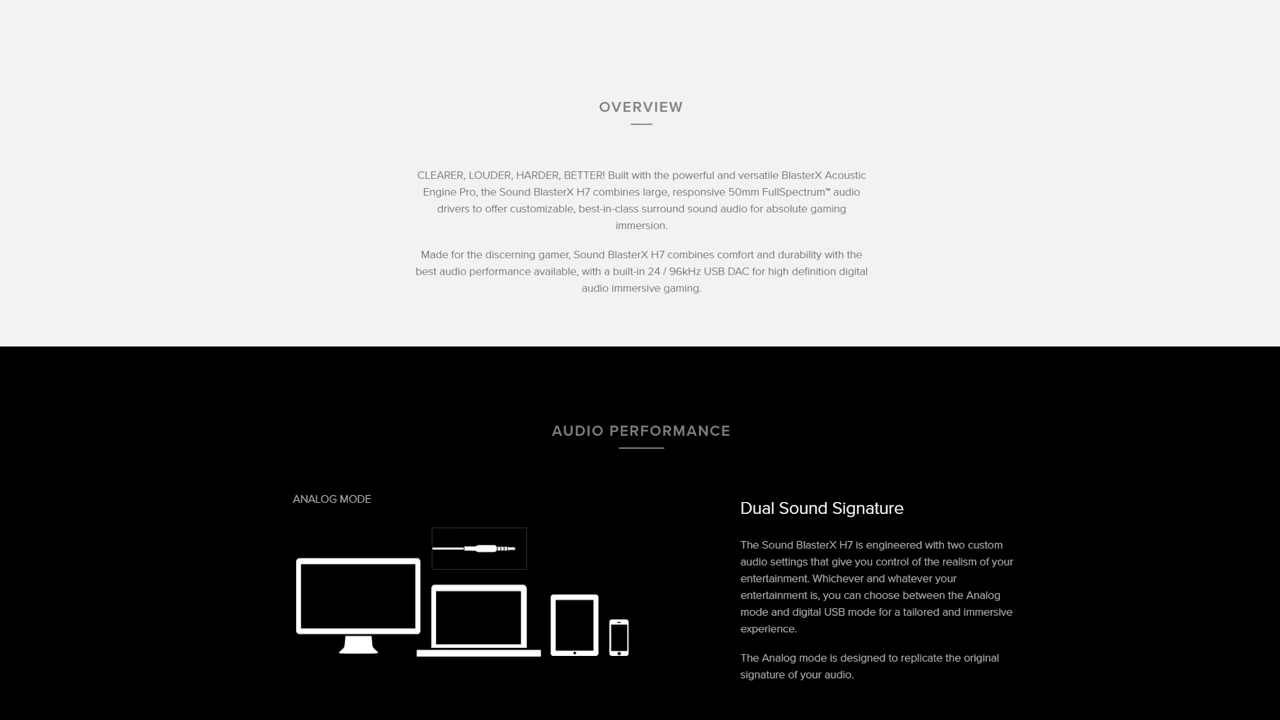 OVERVIEW
CLEARER, LOUDER, HARDER, BETTER! Built with the powerful and versatile BlasterX Acoustic
Engine Pro, the Sound BlasterX H7 combines large, responsive 50mm FullSpectrum™ audio
drivers to offer customizable, best-in-class surround sound audio for absolute gaming
immersion.
Made for the discerning gamer, Sound BlasterX H7 combines comfort and durability with the
best audio performance available, with a built-in 24 / 96kHz USB DAC for high definition digital
audio immersive gaming.
AUDIO PERFORMANCE
ANALOG MODE
Dual Sound Signature
The Sound BlasterX H7 is engineered with two custom
audio settings that give you control of the realism of your
entertainment. Whichever and whatever your
entertainment is, you can choose between the Analog
mode and digital USB mode for a tailored and immersive
experience.
The Analog mode is designed to replicate the original
signature of your audio.